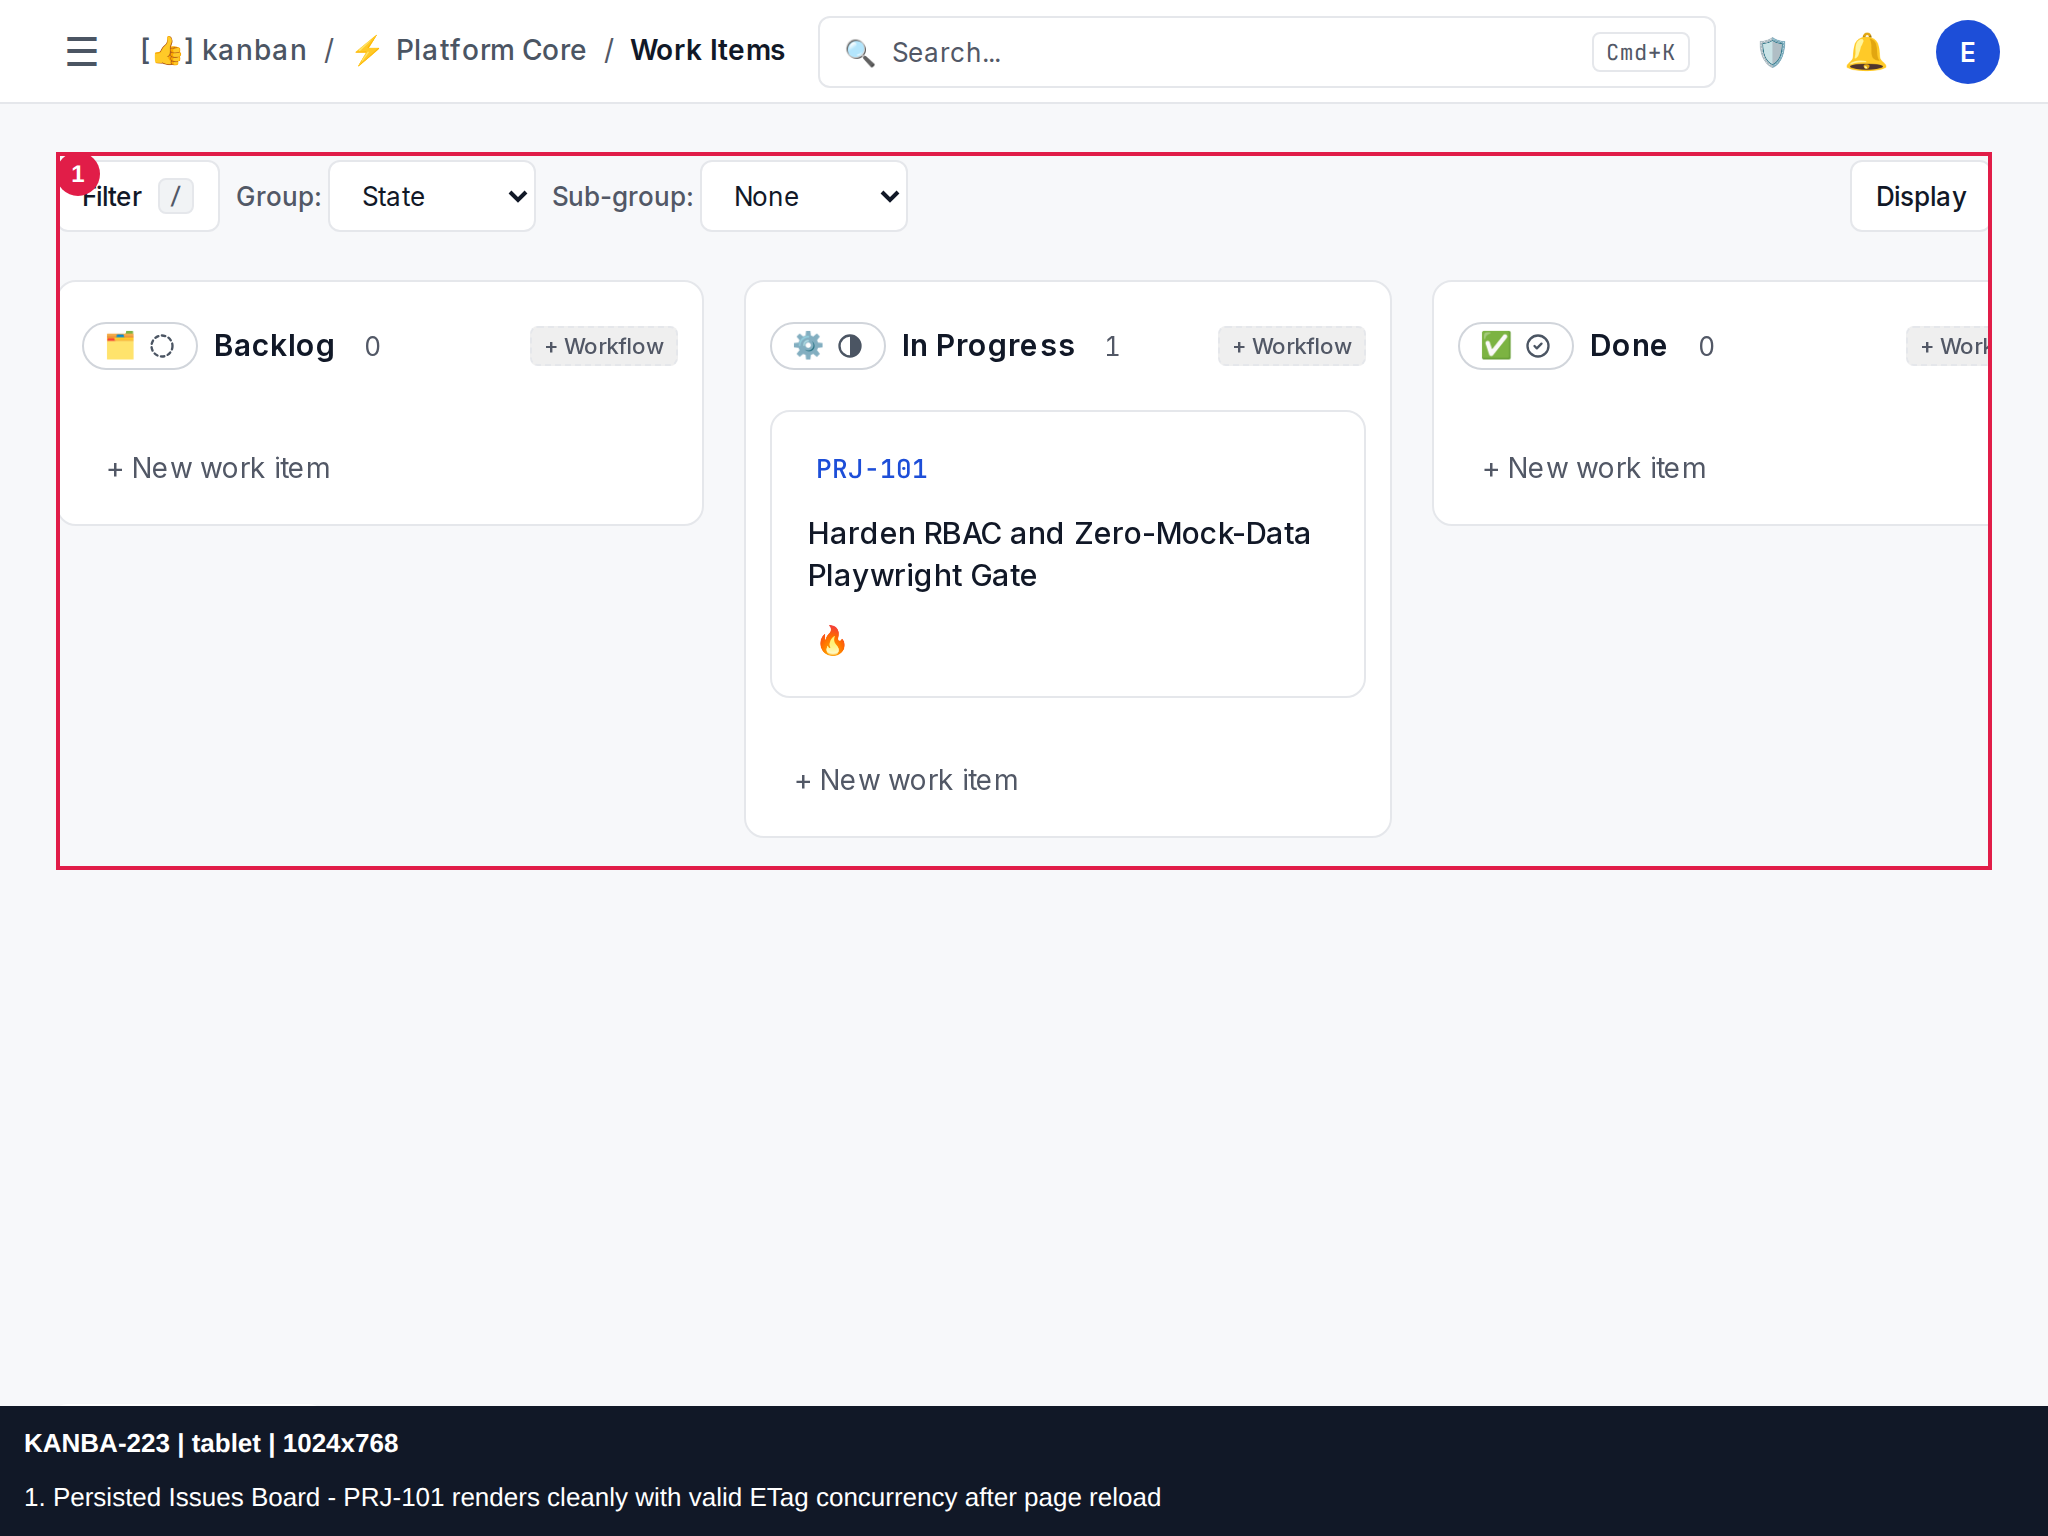 [👍] kanban / ⚡ Platform Core / Work Items
Search... Cmd+K
E
1
Filter / Group: State Sub-group: None Display
Backlog 0 + Workflow
+ New work item
In Progress 1 + Workflow
PRJ-101
Harden RBAC and Zero-Mock-Data
Playwright Gate
+ New work item
Done 0 + Work
+ New work item
KANBA-223 | tablet | 1024x768
1. Persisted Issues Board - PRJ-101 renders cleanly with valid ETag concurrency after page reload